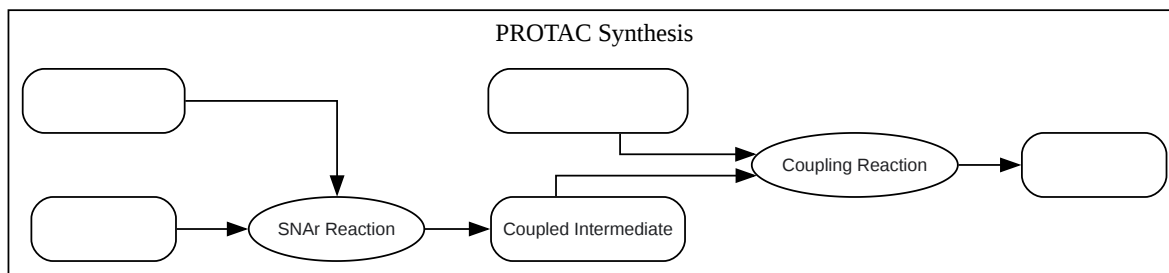 PROTAC Synthesis
Coupling Reaction
SNAr Reaction
Coupled Intermediate